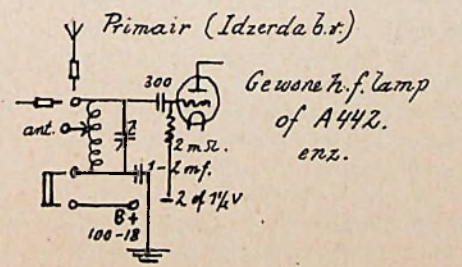 Primair (Idzerda b.r.)
300
Gewone h.f. lamp
of A442.
enz.
ant.
2 mΩ.
1-2 mf.
-2 of 1½ V
B+
100-18